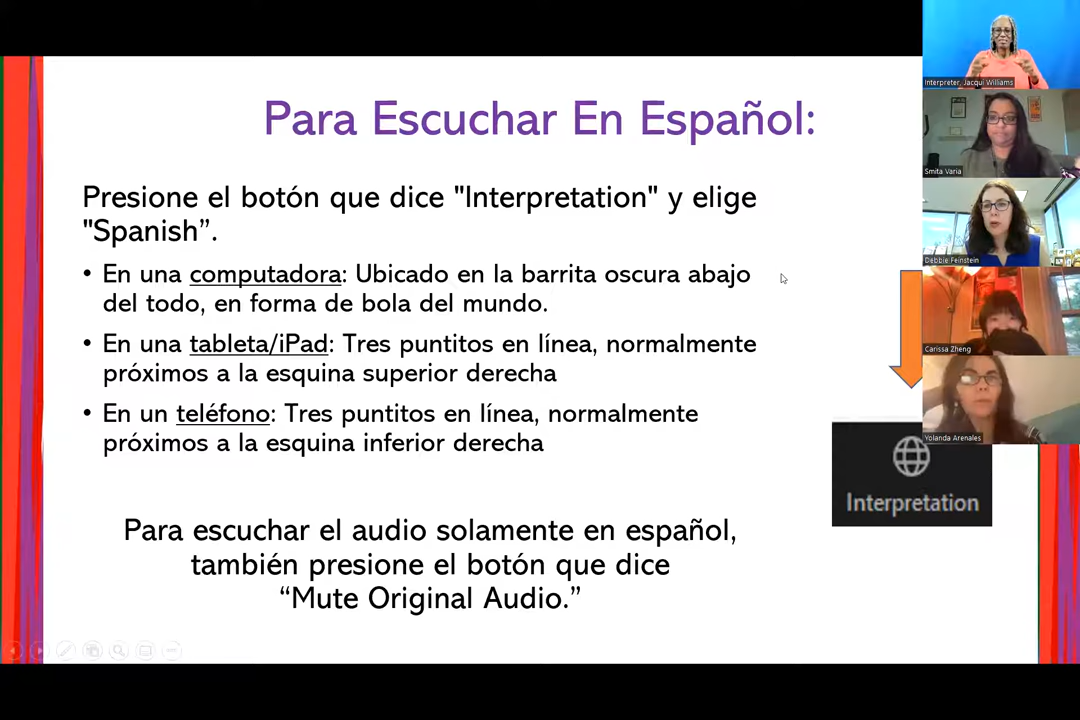 Para Escuchar En Español:
Presione el botón que dice "Interpretation" y elige
"Spanish”.
• En una computadora: Ubicado en la barrita oscura abajo
del todo, en forma de bola del mundo.
• En una tableta/iPad: Tres puntitos en línea, normalmente
próximos a la esquina superior derecha
• En un teléfono: Tres puntitos en línea, normalmente
próximos a la esquina inferior derecha
Para escuchar el audio solamente en español,
también presione el botón que dice
“Mute Original Audio.”
Interpretation
Interpreter, Jacqui Williams
Smita Varia
Debbie Feinstein
Carissa Zheng
Yolanda Arenales